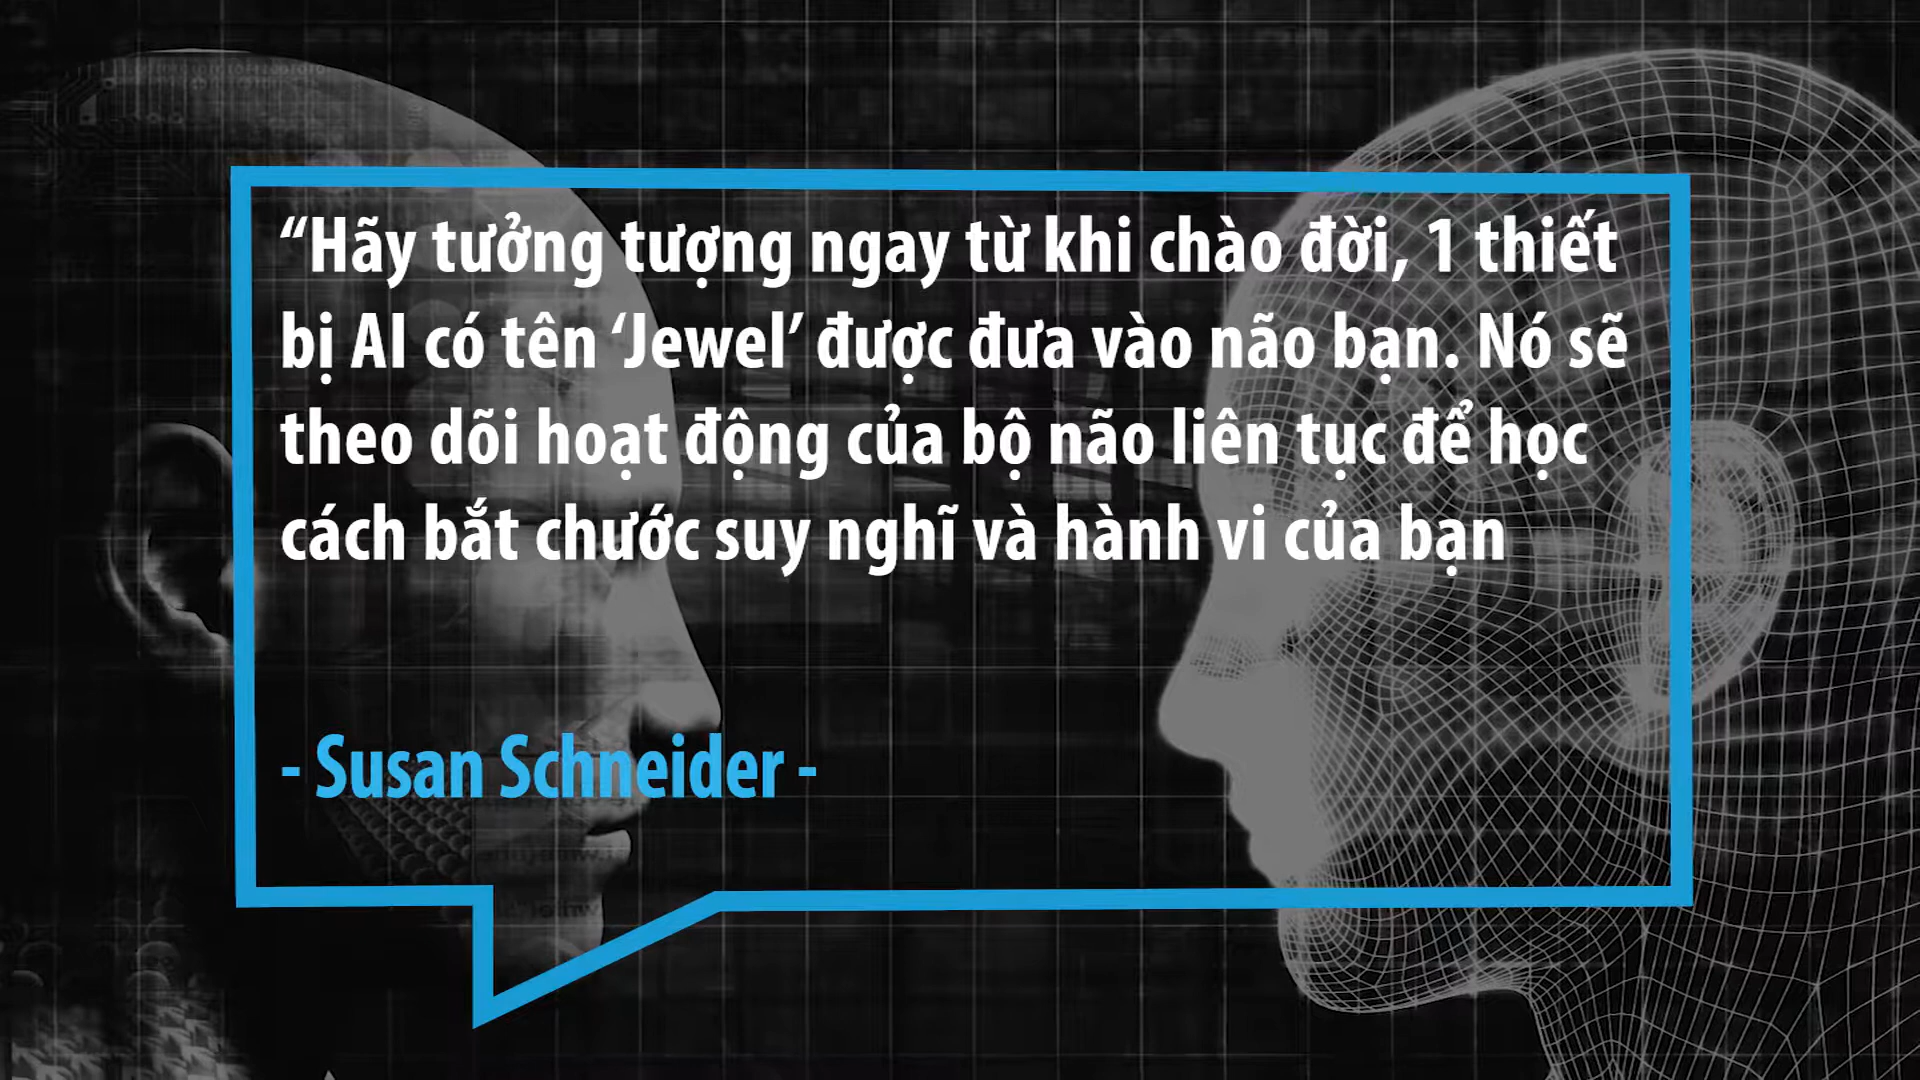 “Hãy tưởng tượng ngay từ khi chào đời, 1 thiết
bị AI có tên ‘Jewel’ được đưa vào não bạn. Nó sẽ
theo dõi hoạt động của bộ não liên tục để học
cách bắt chước suy nghĩ và hành vi của bạn
- Susan Schneider -